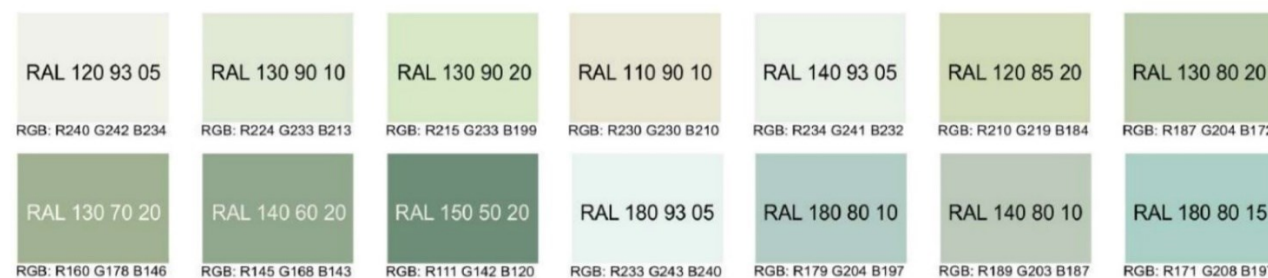 RAL 120 93 05 RAL 130 90 10 RAL 130 90 20 RAL 110 90 10 RAL 140 93 05 RAL 120 85 20 RAL 130 80 20
RGB: R240 G242 B234 RGB: R224 G233 B213 RGB: R215 G233 B199 RGB: R230 G230 B210 RGB: R234 G241 B232 RGB: R210 G219 B184 RGB: R187 G204 B172
RAL 130 70 20 RAL 140 60 20 RAL 150 50 20 RAL 180 93 05 RAL 180 80 10 RAL 140 80 10 RAL 180 80 15
RGB: R160 G178 B146 RGB: R145 G168 B143 RGB: R111 G142 B120 RGB: R233 G243 B240 RGB: R179 G204 B197 RGB: R189 G203 B187 RGB: R171 G208 B19